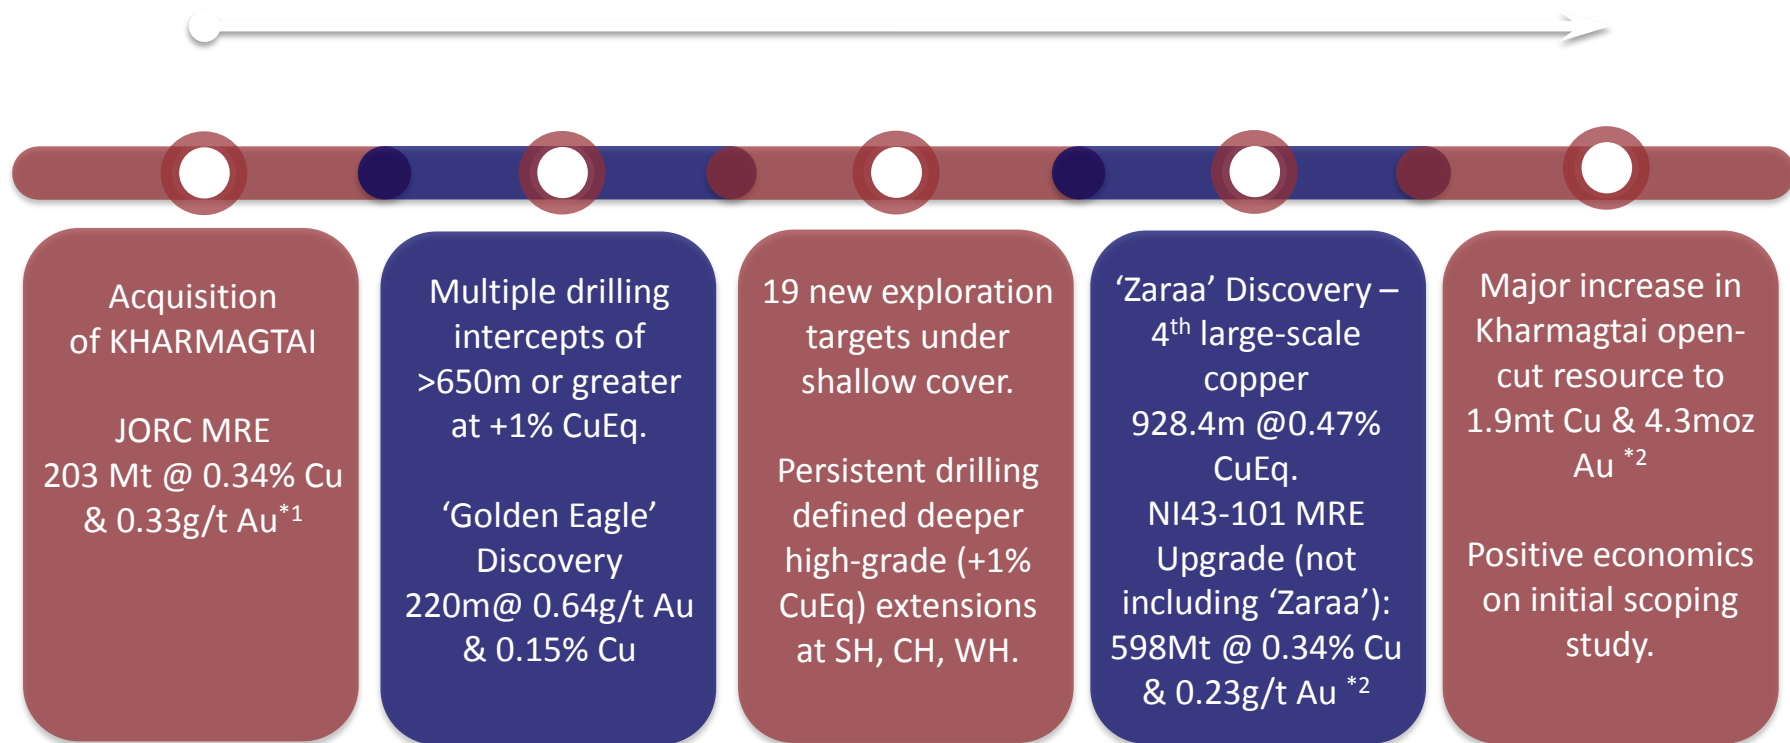 Acquisition
of KHARMAGTAI
JORC MRE
203 Mt @ 0.34% Cu
& 0.33g/t Au*1
Multiple drilling
intercepts of
>650m or greater
at +1% CuEq.
‘Golden Eagle’
Discovery
220m@ 0.64g/t Au
& 0.15% Cu
19 new exploration
targets under
shallow cover.
Persistent drilling
defined deeper
high-grade (+1%
CuEq) extensions
at SH, CH, WH.
‘Zaraa’ Discovery –
4th large-scale
copper
928.4m @0.47%
CuEq.
NI43-101 MRE
Upgrade (not
including ‘Zaraa’):
598Mt @ 0.34% Cu
& 0.23g/t Au *2
Major increase in
Kharmagtai open-
cut resource to
1.9mt Cu & 4.3moz
Au *2
Positive economics
on initial scoping
study.